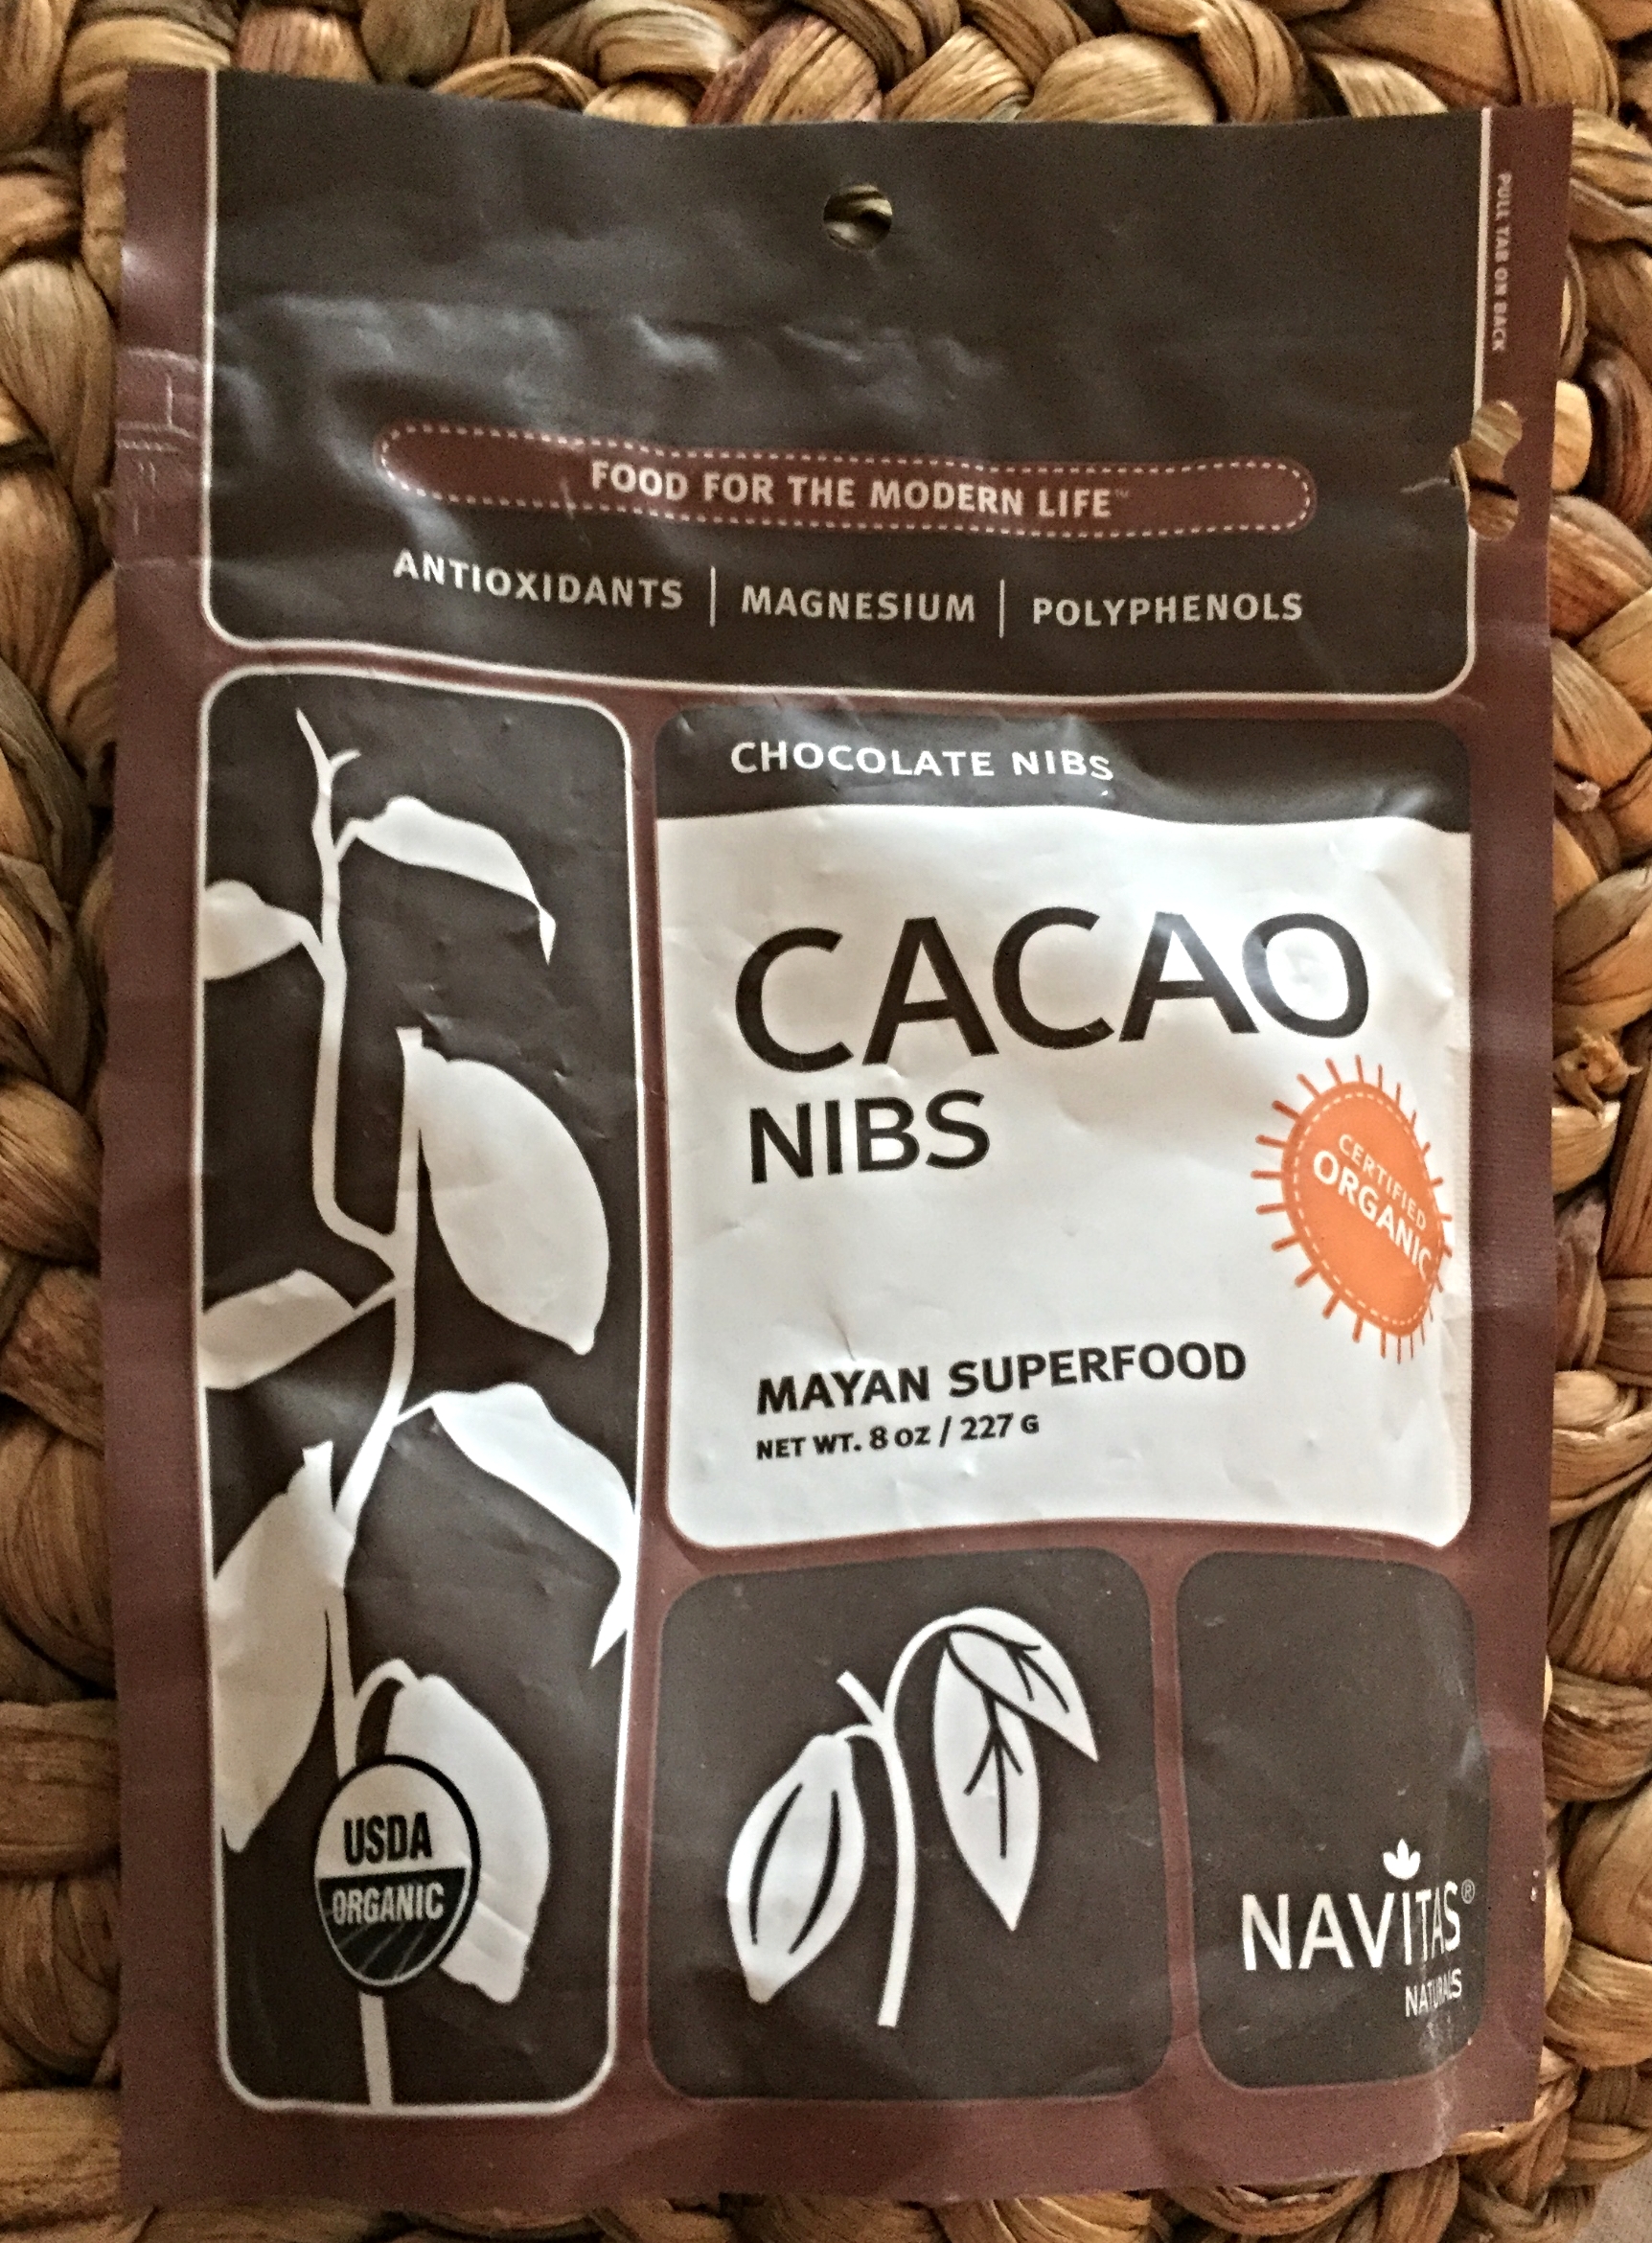 PULL TAB ON BACK
FOOD FOR THE MODERN LIFE™
ANTIOXIDANTS | MAGNESIUM | POLYPHENOLS
CHOCOLATE NIBS
CACAO
NIBS
CERTIFIED
ORGANIC
MAYAN SUPERFOOD
NET WT. 8 OZ / 227 G
USDA
ORGANIC
NAVITAS®
NATURALS